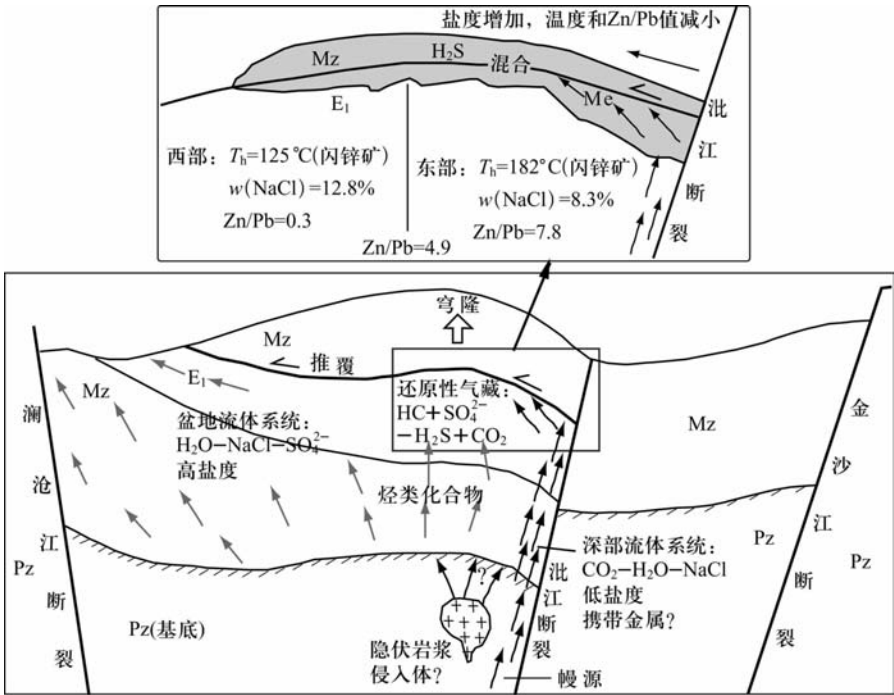 盐度增加，温度和Zn/Pb值减小
Mz
H₂S
混合
E₁
Me
沘江断裂
西部：Tₕ=125℃(闪锌矿)
w(NaCl)=12.8%
Zn/Pb=0.3
东部：Tₕ=182°C(闪锌矿)
w(NaCl)=8.3%
Zn/Pb=7.8
Zn/Pb=4.9
穹隆
Mz
推覆
E₁
Mz
还原性气藏：
HC+SO₄²⁻
−H₂S+CO₂
Mz
澜沧江断裂
金沙江断裂
盆地流体系统：
H₂O−NaCl−SO₄²⁻
高盐度
烃类化合物
Pz
?
沘江断裂
深部流体系统：
CO₂−H₂O−NaCl
低盐度
携带金属？
Pz
Pz
Pz(基底)
隐伏岩浆
侵入体？
幔源